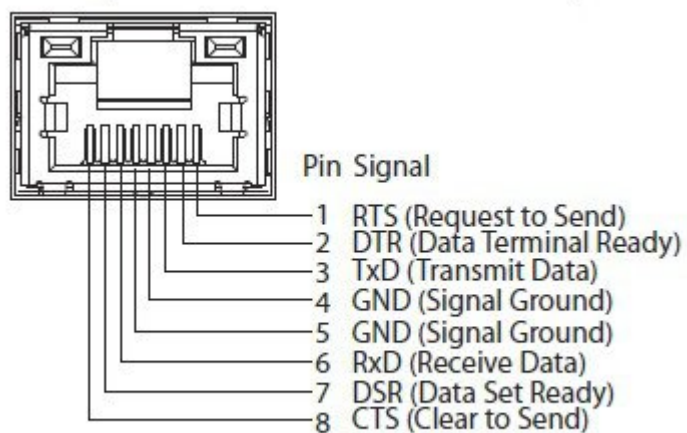 Pin Signal
1 RTS (Request to Send)
2 DTR (Data Terminal Ready)
3 TxD (Transmit Data)
4 GND (Signal Ground)
5 GND (Signal Ground)
6 RxD (Receive Data)
7 DSR (Data Set Ready)
8 CTS (Clear to Send)